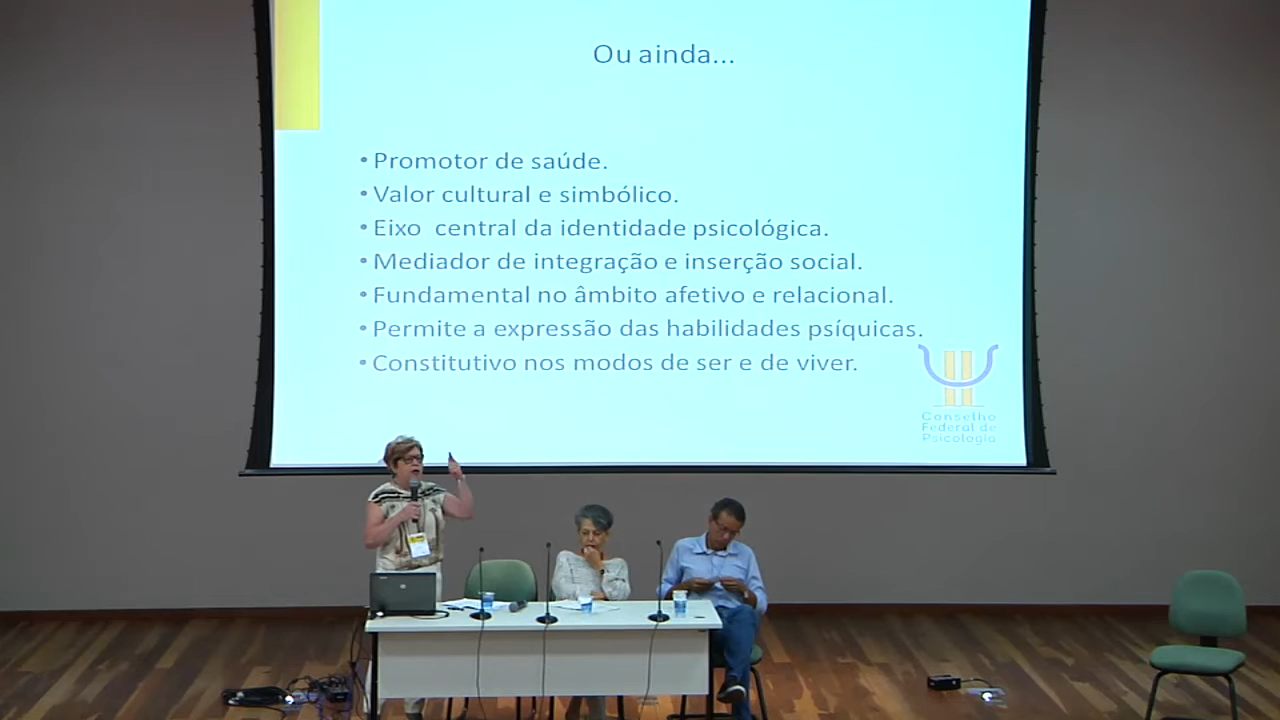 Ou ainda...
• Promotor de saúde.
• Valor cultural e simbólico.
• Eixo  central da identidade psicológica.
• Mediador de integração e inserção social.
• Fundamental no âmbito afetivo e relacional.
• Permite a expressão das habilidades psíquicas.
• Constitutivo nos modos de ser e de viver.
Conselho
Federal de
Psicologia